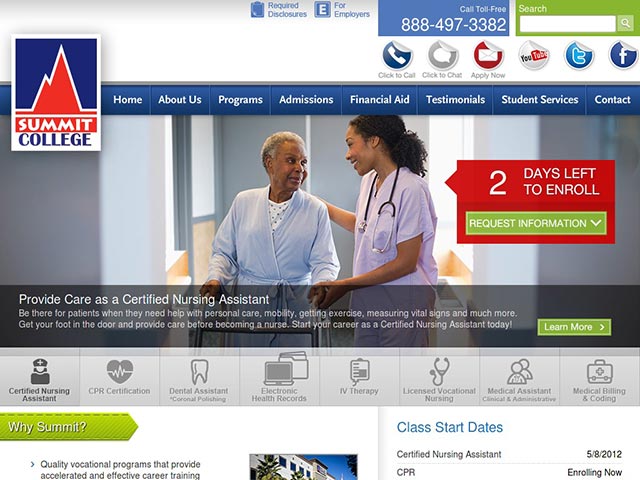 Required
Disclosures
For
Employers
Call Toll-Free
888-497-3382
Search
Click to Call
Click to Chat
Apply Now
YouTube
SUMMIT
COLLEGE
Home
About Us
Programs
Admissions
Financial Aid
Testimonials
Student Services
Contact
2 DAYS LEFT
TO ENROLL
REQUEST INFORMATION
Provide Care as a Certified Nursing Assistant
Be there for patients when they need help with personal care, mobility, getting exercise, measuring vital signs and much more.
Get your foot in the door and provide care before becoming a nurse. Start your career as a Certified Nursing Assistant today!
Learn More
Certified Nursing
Assistant
CPR Certification
Dental Assistant
*Coronal Polishing
Electronic
Health Records
IV Therapy
Licensed Vocational
Nursing
Medical Assistant
Clinical & Administrative
Medical Billing
& Coding
Why Summit?
Quality vocational programs that provide
accelerated and effective career training
Class Start Dates
Certified Nursing Assistant 5/8/2012
CPR Enrolling Now